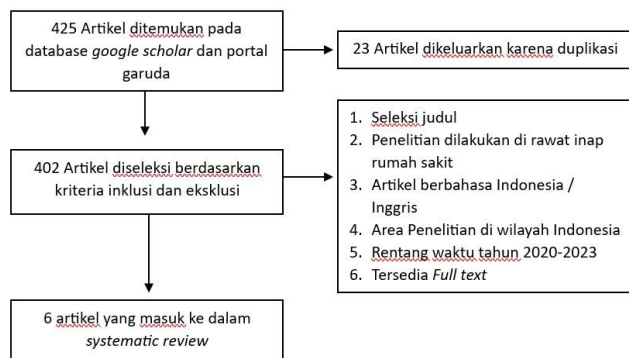 425 Artikel ditemukan pada
database google scholar dan portal
garuda
23 Artikel dikeluarkan karena duplikasi
402 Artikel diseleksi berdasarkan
kriteria inklusi dan eksklusi
1. Seleksi judul
2. Penelitian dilakukan di rawat inap
rumah sakit
3. Artikel berbahasa Indonesia /
Inggris
4. Area Penelitian di wilayah Indonesia
5. Rentang waktu tahun 2020-2023
6. Tersedia Full text
6 artikel yang masuk ke dalam
systematic review